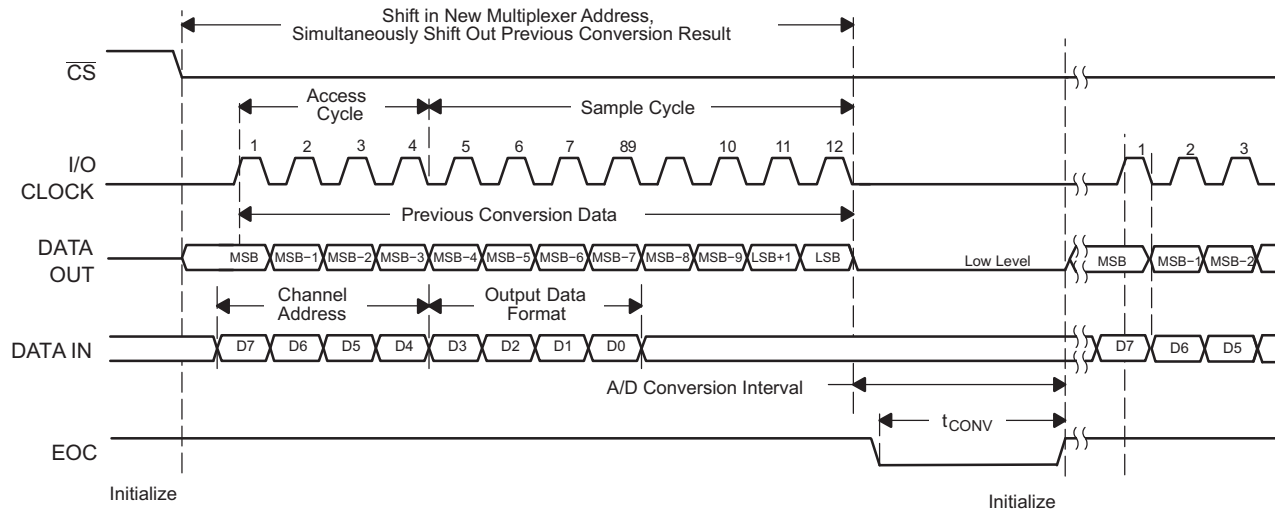 Shift in New Multiplexer Address,
Simultaneously Shift Out Previous Conversion Result
CS
Access
Cycle
Sample Cycle
I/O
CLOCK
1 2 3 4 5 6 7 89 10 11 12 1 2 3
Previous Conversion Data
DATA
OUT
MSB MSB−1 MSB−2 MSB−3 MSB−4 MSB−5 MSB−6 MSB−7 MSB−8 MSB−9 LSB+1 LSB Low Level MSB MSB−1 MSB−2
Channel
Address
Output Data
Format
DATA IN
D7 D6 D5 D4 D3 D2 D1 D0 D7 D6 D5
A/D Conversion Interval
tCONV
EOC
Initialize Initialize